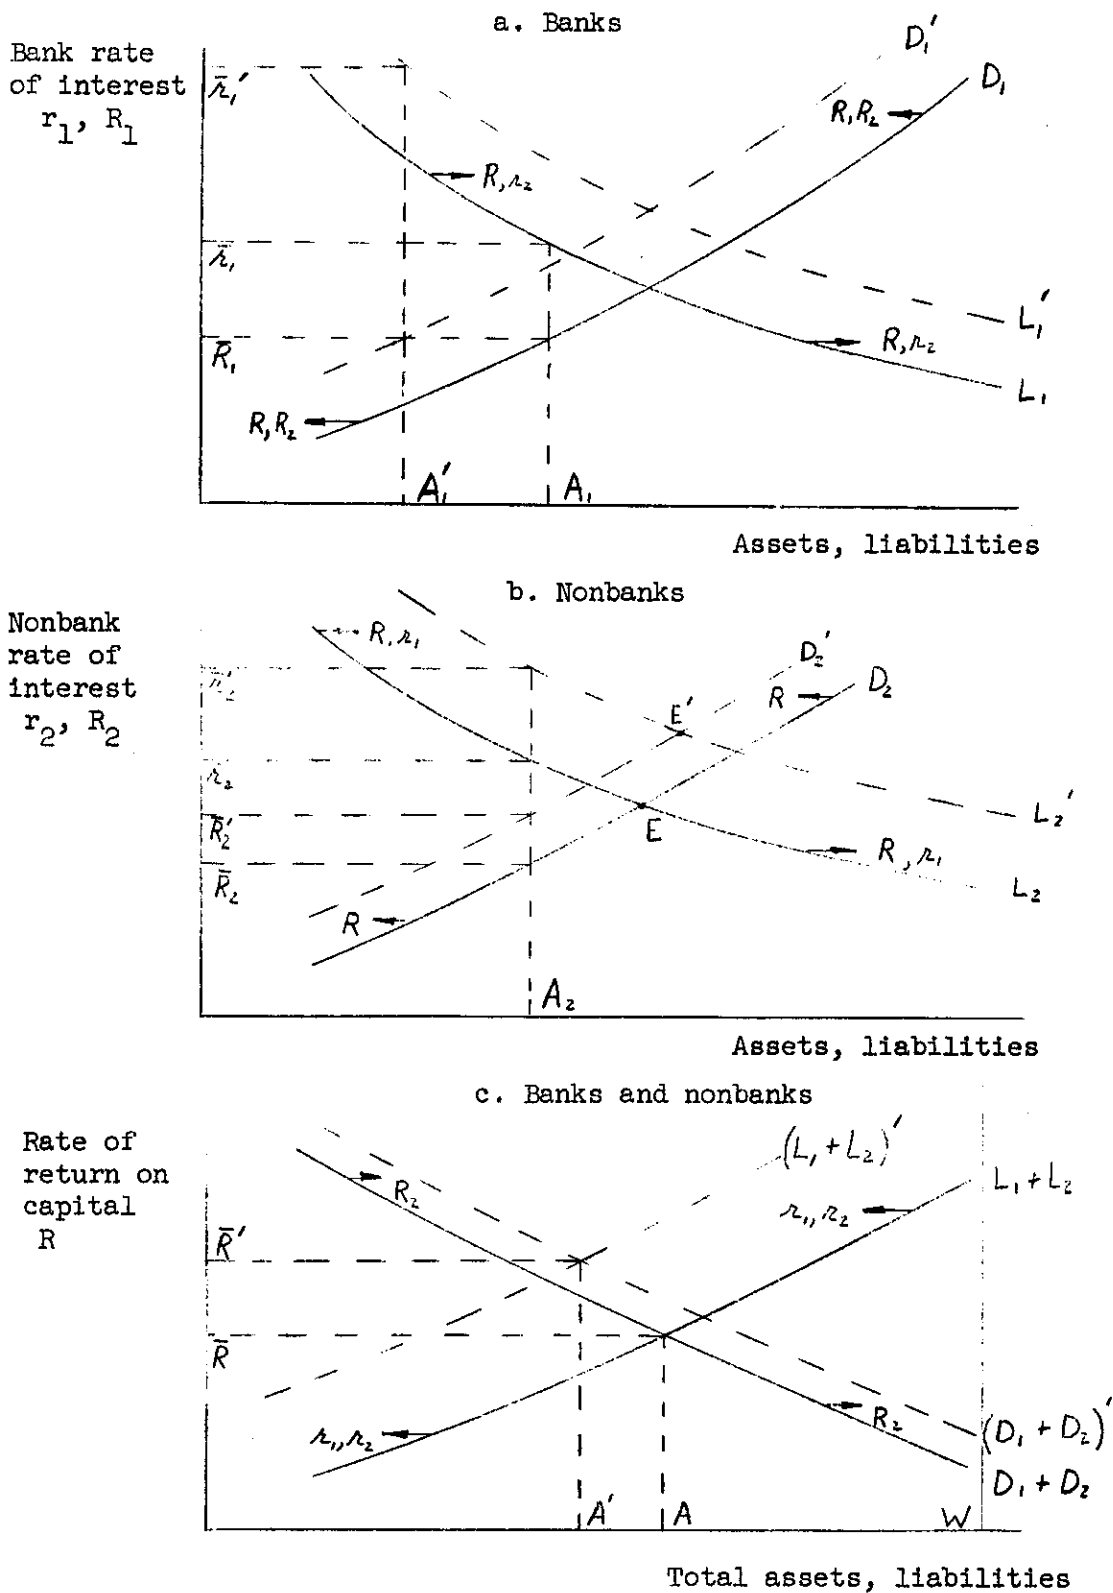 a. Banks
Bank rate
of interest
r₁, R₁
r̄₁'
D₁'
D₁
R, R₂
R, r₂
r̄₁
R̄₁
R, r₂
L₁'
L₁
R, R₂
A₁'
A₁
Assets, liabilities
b. Nonbanks
Nonbank
rate of
interest
r₂, R₂
R, r₁
D₂'
D₂
R
r̄₂'
E'
r̄₂
R̄₂'
E
L₂'
R̄₂
R, r₁
L₂
R
A₂
Assets, liabilities
c. Banks and nonbanks
Rate of
return on
capital
R
(L₁ + L₂)'
L₁ + L₂
R₂
r₁, r₂
R̄'
R̄
r₁, r₂
R₂
(D₁ + D₂)'
D₁ + D₂
A'
A
W
Total assets, liabilities